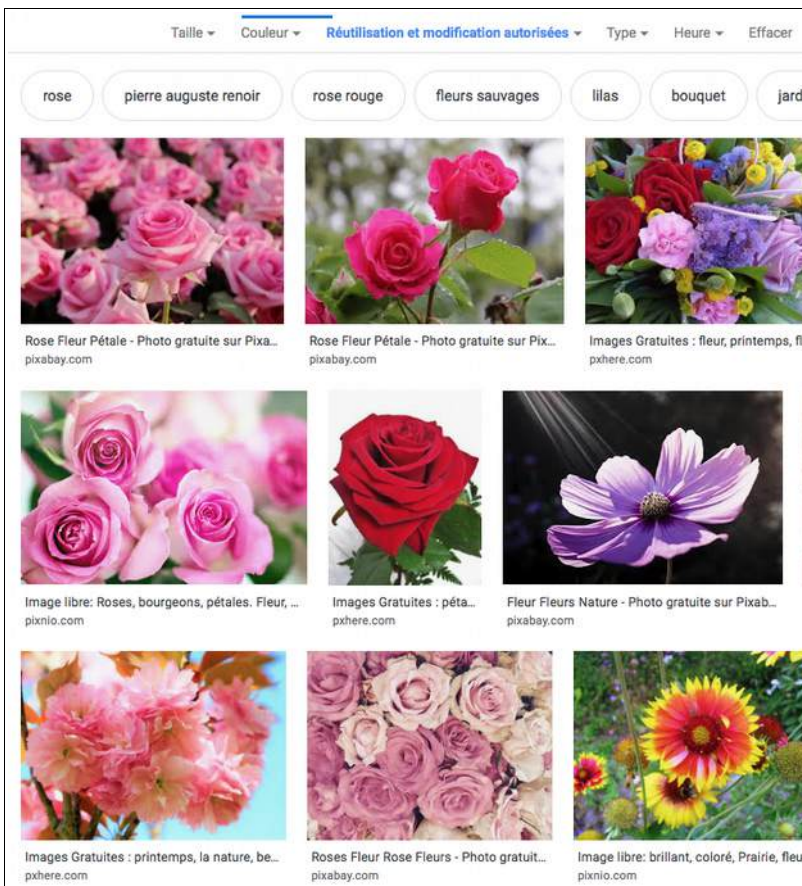 Taille Couleur Réutilisation et modification autorisées Type Heure Effacer
rose pierre auguste renoir rose rouge fleurs sauvages lilas bouquet jard
Rose Fleur Pétale - Photo gratuite sur Pixa... Rose Fleur Pétale - Photo gratuite sur Pix... Images Gratuites : fleur, printemps, fl
pixabay.com pixabay.com pxhere.com
Image libre: Roses, bourgeons, pétales. Fleur, ... Images Gratuites : péta... Fleur Fleurs Nature - Photo gratuite sur Pixab...
pixnio.com pxhere.com pixabay.com
Images Gratuites : printemps, la nature, be... Roses Fleur Rose Fleurs - Photo gratuit... Image libre: brillant, coloré, Prairie, fleu
pxhere.com pixabay.com pixnio.com